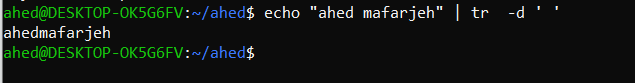 ahed@DESKTOP-OK5G6FV:~/ahed$ echo "ahed mafarjeh" | tr  -d ' '
ahedmafarjeh
ahed@DESKTOP-OK5G6FV:~/ahed$